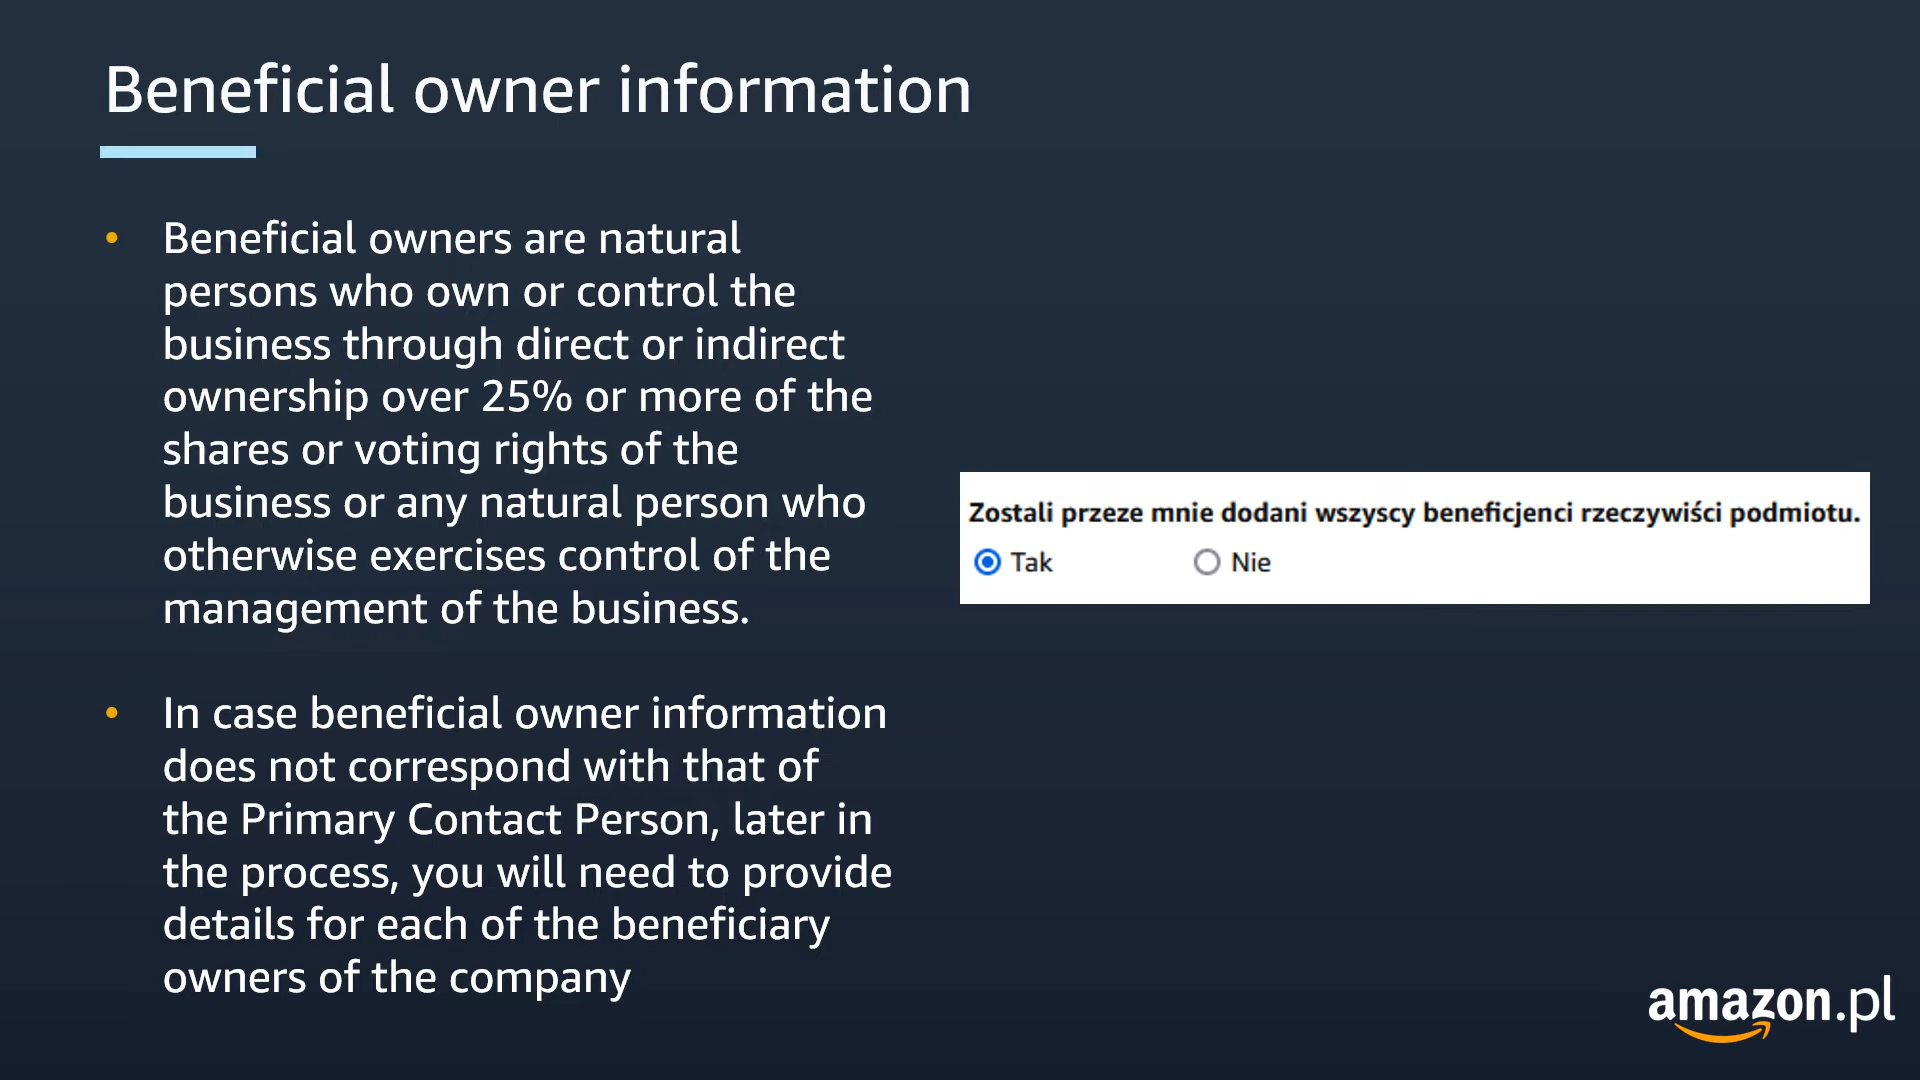 Beneficial owner information
• Beneficial owners are natural
persons who own or control the
business through direct or indirect
ownership over 25% or more of the
shares or voting rights of the
business or any natural person who
otherwise exercises control of the
management of the business.
• In case beneficial owner information
does not correspond with that of
the Primary Contact Person, later in
the process, you will need to provide
details for each of the beneficiary
owners of the company
Zostali przeze mnie dodani wszyscy beneficjenci rzeczywiści podmiotu.
Tak Nie
amazon.pl